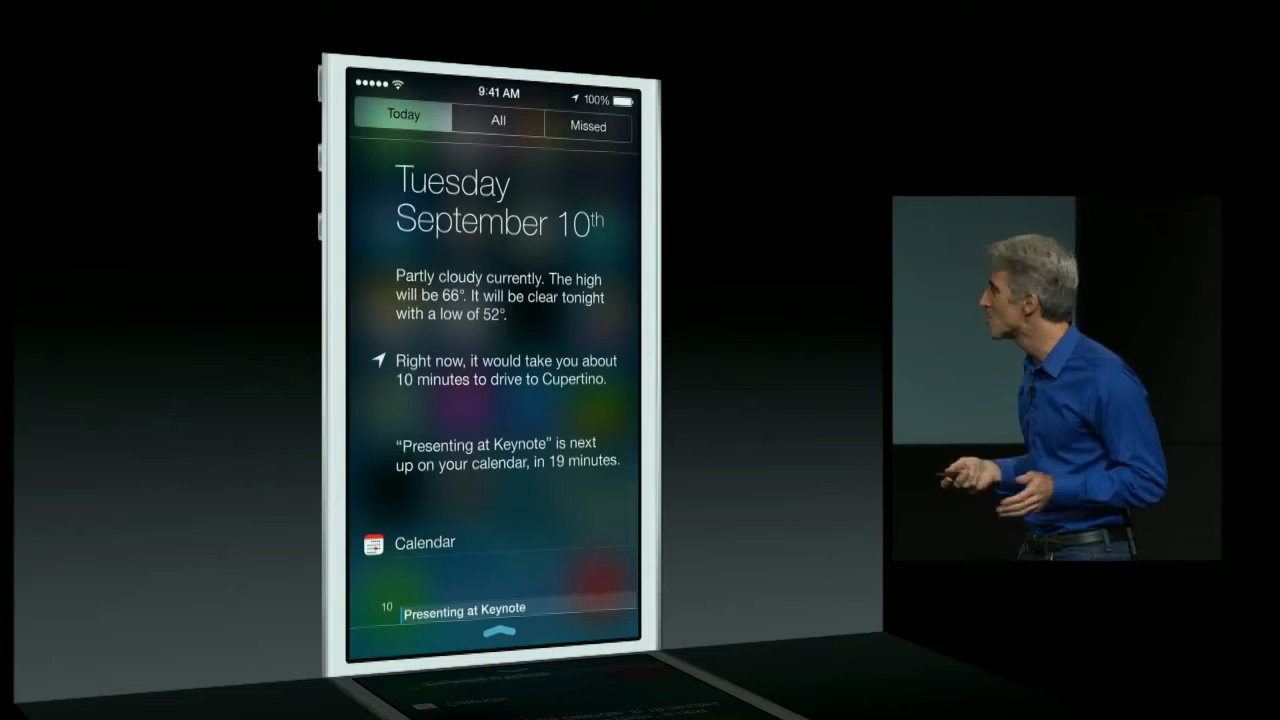 9:41 AM
100%
Today
All
Missed
Tuesday
September 10th
Partly cloudy currently. The high
will be 66°. It will be clear tonight
with a low of 52°.
Right now, it would take you about
10 minutes to drive to Cupertino.
“Presenting at Keynote” is next
up on your calendar, in 19 minutes.
Calendar
10
Presenting at Keynote